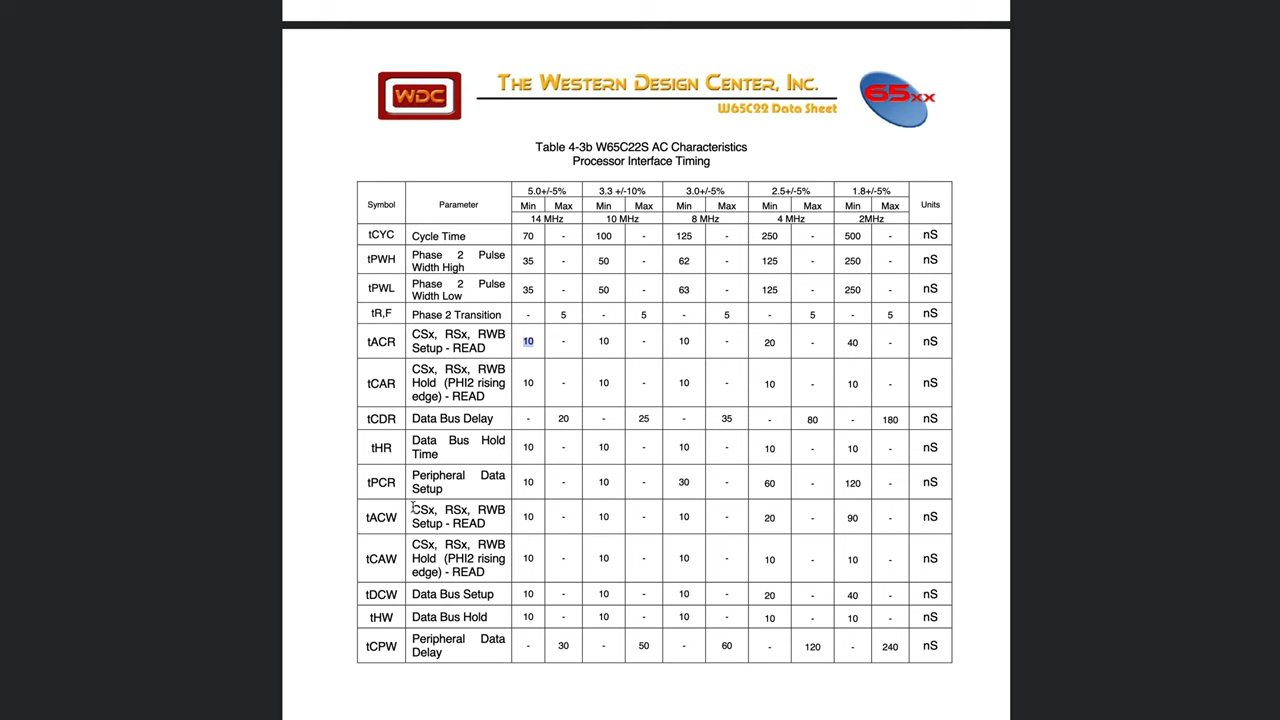 WDC
THE WESTERN DESIGN CENTER, INC.
W65C22 Data Sheet
65xx
Table 4-3b W65C22S AC Characteristics
Processor Interface Timing
Symbol Parameter 5.0+/-5% 3.3 +/-10% 3.0+/-5% 2.5+/-5% 1.8+/-5% Units
Min Max Min Max Min Max Min Max Min Max
14 MHz 10 MHz 8 MHz 4 MHz 2MHz
tCYC Cycle Time 70 - 100 - 125 - 250 - 500 - nS
tPWH Phase 2 Pulse
Width High 35 - 50 - 62 - 125 - 250 - nS
tPWL Phase 2 Pulse
Width Low 35 - 50 - 63 - 125 - 250 - nS
tR,F Phase 2 Transition - 5 - 5 - 5 - 5 - 5 nS
tACR CSx, RSx, RWB
Setup - READ 10 - 10 - 10 - 20 - 40 - nS
tCAR CSx, RSx, RWB
Hold (PHI2 rising
edge) - READ 10 - 10 - 10 - 10 - 10 - nS
tCDR Data Bus Delay - 20 - 25 - 35 - 80 - 180 nS
tHR Data Bus Hold
Time 10 - 10 - 10 - 10 - 10 - nS
tPCR Peripheral Data
Setup 10 - 10 - 30 - 60 - 120 - nS
tACW CSx, RSx, RWB
Setup - READ 10 - 10 - 10 - 20 - 90 - nS
tCAW CSx, RSx, RWB
Hold (PHI2 rising
edge) - READ 10 - 10 - 10 - 10 - 10 - nS
tDCW Data Bus Setup 10 - 10 - 10 - 20 - 40 - nS
tHW Data Bus Hold 10 - 10 - 10 - 10 - 10 - nS
tCPW Peripheral Data
Delay - 30 - 50 - 60 - 120 - 240 nS